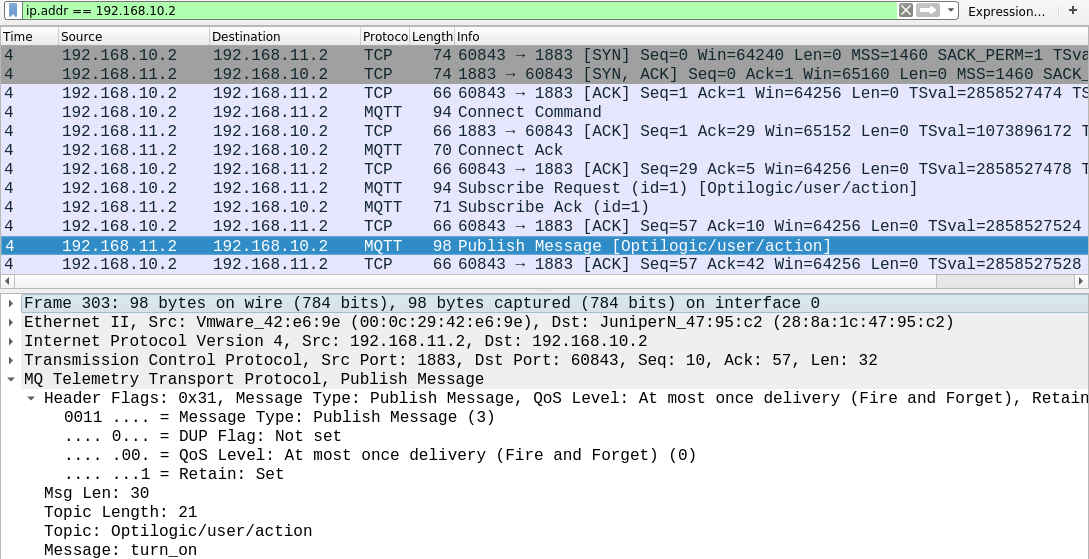 ip.addr == 192.168.10.2 Expression… +
Time Source Destination Protoco Length Info
4 192.168.10.2 192.168.11.2 TCP 74 60843 → 1883 [SYN] Seq=0 Win=64240 Len=0 MSS=1460 SACK_PERM=1 TSva
4 192.168.11.2 192.168.10.2 TCP 74 1883 → 60843 [SYN, ACK] Seq=0 Ack=1 Win=65160 Len=0 MSS=1460 SACK_
4 192.168.10.2 192.168.11.2 TCP 66 60843 → 1883 [ACK] Seq=1 Ack=1 Win=64256 Len=0 TSval=2858527474 TS
4 192.168.10.2 192.168.11.2 MQTT 94 Connect Command
4 192.168.11.2 192.168.10.2 TCP 66 1883 → 60843 [ACK] Seq=1 Ack=29 Win=65152 Len=0 TSval=1073896172 T
4 192.168.11.2 192.168.10.2 MQTT 70 Connect Ack
4 192.168.10.2 192.168.11.2 TCP 66 60843 → 1883 [ACK] Seq=29 Ack=5 Win=64256 Len=0 TSval=2858527478 T
4 192.168.10.2 192.168.11.2 MQTT 94 Subscribe Request (id=1) [Optilogic/user/action]
4 192.168.11.2 192.168.10.2 MQTT 71 Subscribe Ack (id=1)
4 192.168.10.2 192.168.11.2 TCP 66 60843 → 1883 [ACK] Seq=57 Ack=10 Win=64256 Len=0 TSval=2858527524
4 192.168.11.2 192.168.10.2 MQTT 98 Publish Message [Optilogic/user/action]
4 192.168.10.2 192.168.11.2 TCP 66 60843 → 1883 [ACK] Seq=57 Ack=42 Win=64256 Len=0 TSval=2858527528
Frame 303: 98 bytes on wire (784 bits), 98 bytes captured (784 bits) on interface 0
Ethernet II, Src: Vmware_42:e6:9e (00:0c:29:42:e6:9e), Dst: JuniperN_47:95:c2 (28:8a:1c:47:95:c2)
Internet Protocol Version 4, Src: 192.168.11.2, Dst: 192.168.10.2
Transmission Control Protocol, Src Port: 1883, Dst Port: 60843, Seq: 10, Ack: 57, Len: 32
MQ Telemetry Transport Protocol, Publish Message
Header Flags: 0x31, Message Type: Publish Message, QoS Level: At most once delivery (Fire and Forget), Retain
0011 .... = Message Type: Publish Message (3)
.... 0... = DUP Flag: Not set
.... .00. = QoS Level: At most once delivery (Fire and Forget) (0)
.... ...1 = Retain: Set
Msg Len: 30
Topic Length: 21
Topic: Optilogic/user/action
Message: turn_on